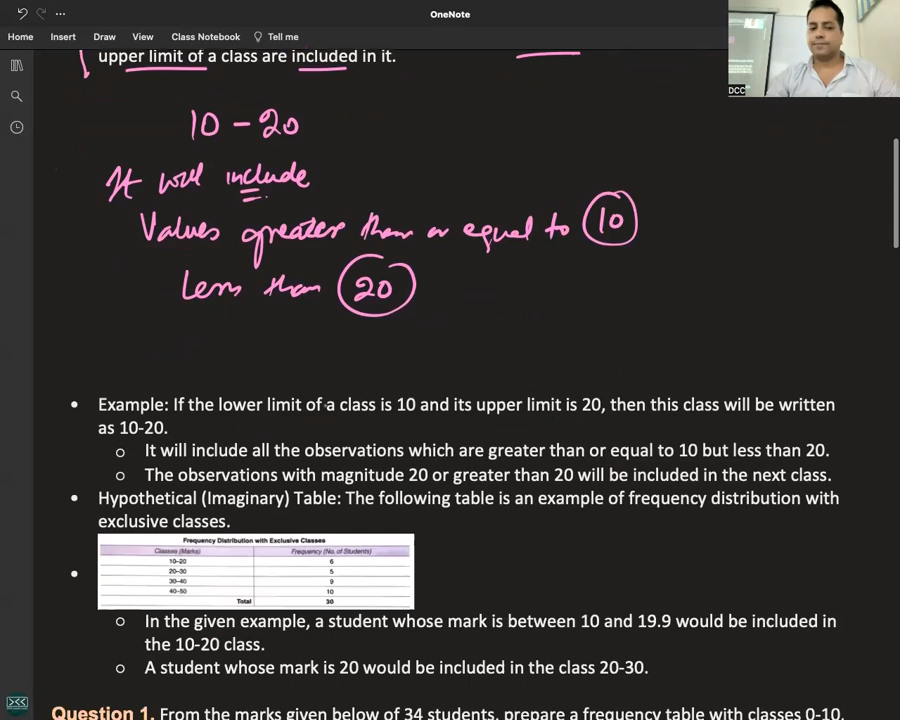 OneNote
Home Insert Draw View Class Notebook Tell me
DCC
upper limit of a class are included in it.
10 - 20
It will include
Values greater than or equal to 10
Less than 20
• Example: If the lower limit of a class is 10 and its upper limit is 20, then this class will be written
as 10-20.
o It will include all the observations which are greater than or equal to 10 but less than 20.
o The observations with magnitude 20 or greater than 20 will be included in the next class.
• Hypothetical (Imaginary) Table: The following table is an example of frequency distribution with
exclusive classes.
Frequency Distribution with Exclusive Classes
Classes (Marks) Frequency (No. of Students)
10–20 6
20–30 5
30–40 9
40–50 10
Total 30
o In the given example, a student whose mark is between 10 and 19.9 would be included in
the 10-20 class.
o A student whose mark is 20 would be included in the class 20-30.
Question 1. From the marks given below of 34 students, prepare a frequency table with classes 0-10,